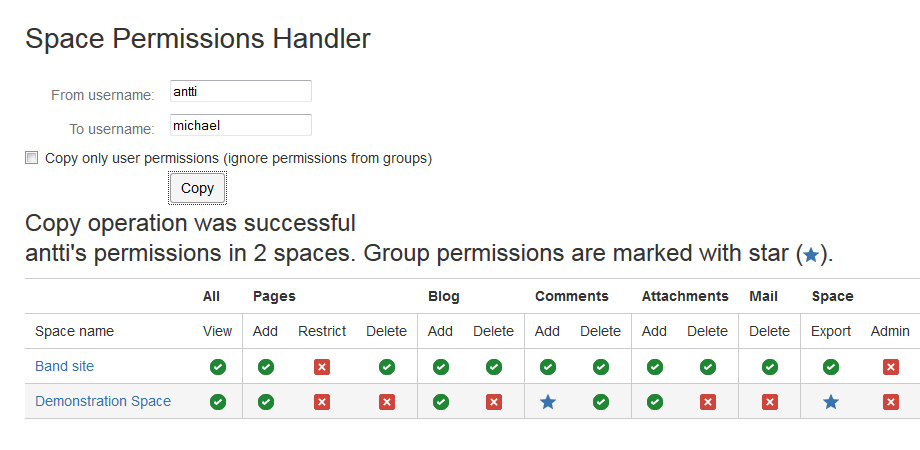 Space Permissions Handler
From username: antti
To username: michael
Copy only user permissions (ignore permissions from groups)
Copy
Copy operation was successful
antti's permissions in 2 spaces. Group permissions are marked with star (★).
All Pages Blog Comments Attachments Mail Space
Space name View Add Restrict Delete Add Delete Add Delete Add Delete Delete Export Admin
Band site
Demonstration Space